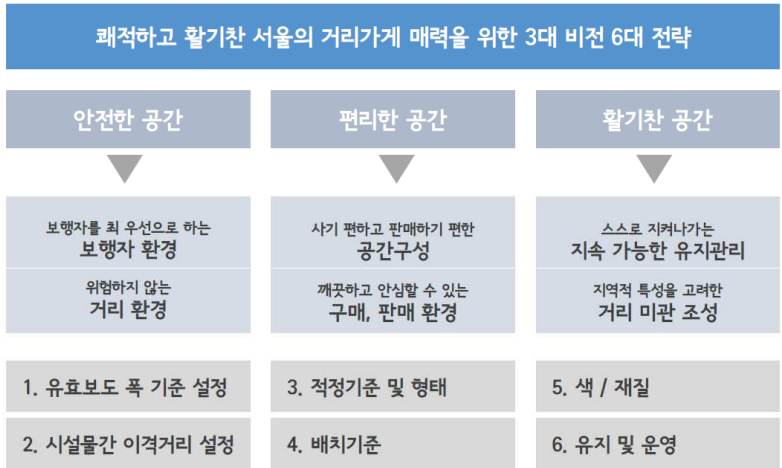 쾌적하고 활기찬 서울의 거리가게 매력을 위한 3대 비전 6대 전략
안전한 공간
보행자를 최 우선으로 하는
보행자 환경
위험하지 않는
거리 환경
1. 유효보도 폭 기준 설정
2. 시설물간 이격거리 설정
편리한 공간
사기 편하고 판매하기 편한
공간구성
깨끗하고 안심할 수 있는
구매, 판매 환경
3. 적정기준 및 형태
4. 배치기준
활기찬 공간
스스로 지켜나가는
지속 가능한 유지관리
지역적 특성을 고려한
거리 미관 조성
5. 색 / 재질
6. 유지 및 운영